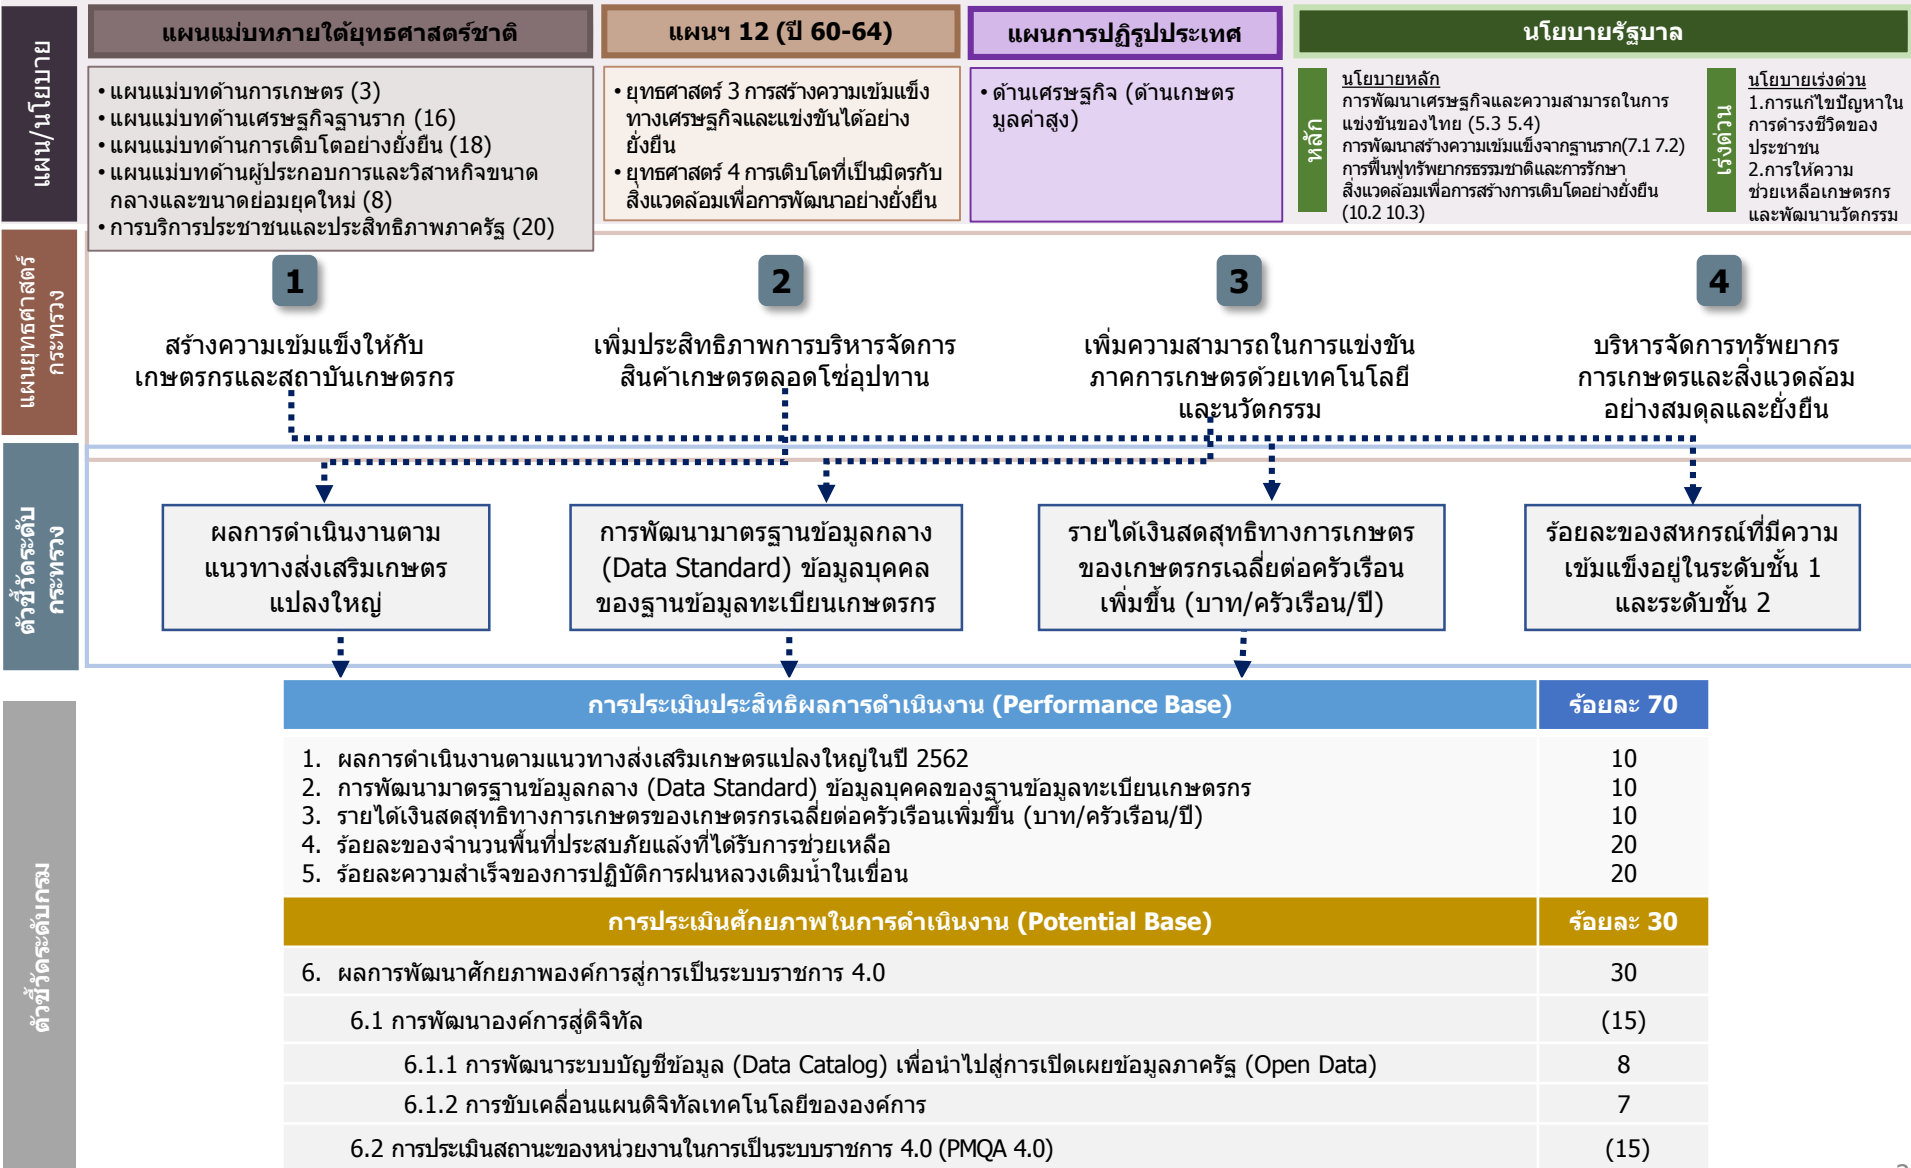 แผน/นโยบาย
แผนแม่บทภายใต้ยุทธศาสตร์ชาติ
• แผนแม่บทด้านการเกษตร (3)
• แผนแม่บทด้านเศรษฐกิจฐานราก (16)
• แผนแม่บทด้านการเติบโตอย่างยั่งยืน (18)
• แผนแม่บทด้านผู้ประกอบการและวิสาหกิจขนาด
กลางและขนาดย่อมยุคใหม่ (8)
• การบริการประชาชนและประสิทธิภาพภาครัฐ (20)
แผนฯ 12 (ปี 60-64)
• ยุทธศาสตร์ 3 การสร้างความเข้มแข็ง
ทางเศรษฐกิจและแข่งขันได้อย่าง
ยั่งยืน
• ยุทธศาสตร์ 4 การเติบโตที่เป็นมิตรกับ
สิ่งแวดล้อมเพื่อการพัฒนาอย่างยั่งยืน
แผนการปฏิรูปประเทศ
• ด้านเศรษฐกิจ (ด้านเกษตร
มูลค่าสูง)
นโยบายรัฐบาล
หลัก
นโยบายหลัก
การพัฒนาเศรษฐกิจและความสามารถในการ
แข่งขันของไทย (5.3 5.4)
การพัฒนาสร้างความเข้มแข็งจากฐานราก(7.1 7.2)
การฟื้นฟูทรัพยากรธรรมชาติและการรักษา
สิ่งแวดล้อมเพื่อการสร้างการเติบโตอย่างยั่งยืน
(10.2 10.3)
เร่งด่วน
นโยบายเร่งด่วน
1.การแก้ไขปัญหาใน
การดำรงชีวิตของ
ประชาชน
2.การให้ความ
ช่วยเหลือเกษตรกร
และพัฒนานวัตกรรม
แผนยุทธศาสตร์
กระทรวง
1
สร้างความเข้มแข็งให้กับ
เกษตรกรและสถาบันเกษตรกร
2
เพิ่มประสิทธิภาพการบริหารจัดการ
สินค้าเกษตรตลอดโซ่อุปทาน
3
เพิ่มความสามารถในการแข่งขัน
ภาคการเกษตรด้วยเทคโนโลยี
และนวัตกรรม
4
บริหารจัดการทรัพยากร
การเกษตรและสิ่งแวดล้อม
อย่างสมดุลและยั่งยืน
ตัวชี้วัดระดับ
กระทรวง
ผลการดำเนินงานตาม
แนวทางส่งเสริมเกษตร
แปลงใหญ่
การพัฒนามาตรฐานข้อมูลกลาง
(Data Standard) ข้อมูลบุคคล
ของฐานข้อมูลทะเบียนเกษตรกร
รายได้เงินสดสุทธิทางการเกษตร
ของเกษตรกรเฉลี่ยต่อครัวเรือน
เพิ่มขึ้น (บาท/ครัวเรือน/ปี)
ร้อยละของสหกรณ์ที่มีความ
เข้มแข็งอยู่ในระดับชั้น 1
และระดับชั้น 2
ตัวชี้วัดระดับกรม
การประเมินประสิทธิผลการดำเนินงาน (Performance Base) ร้อยละ 70
1. ผลการดำเนินงานตามแนวทางส่งเสริมเกษตรแปลงใหญ่ในปี 2562 10
2. การพัฒนามาตรฐานข้อมูลกลาง (Data Standard) ข้อมูลบุคคลของฐานข้อมูลทะเบียนเกษตรกร 10
3. รายได้เงินสดสุทธิทางการเกษตรของเกษตรกรเฉลี่ยต่อครัวเรือนเพิ่มขึ้น (บาท/ครัวเรือน/ปี) 10
4. ร้อยละของจำนวนพื้นที่ประสบภัยแล้งที่ได้รับการช่วยเหลือ 20
5. ร้อยละความสำเร็จของการปฏิบัติการฝนหลวงเติมน้ำในเขื่อน 20
การประเมินศักยภาพในการดำเนินงาน (Potential Base) ร้อยละ 30
6. ผลการพัฒนาศักยภาพองค์การสู่การเป็นระบบราชการ 4.0 30
6.1 การพัฒนาองค์การสู่ดิจิทัล (15)
6.1.1 การพัฒนาระบบบัญชีข้อมูล (Data Catalog) เพื่อนำไปสู่การเปิดเผยข้อมูลภาครัฐ (Open Data) 8
6.1.2 การขับเคลื่อนแผนดิจิทัลเทคโนโลยีขององค์การ 7
6.2 การประเมินสถานะของหน่วยงานในการเป็นระบบราชการ 4.0 (PMQA 4.0) (15)